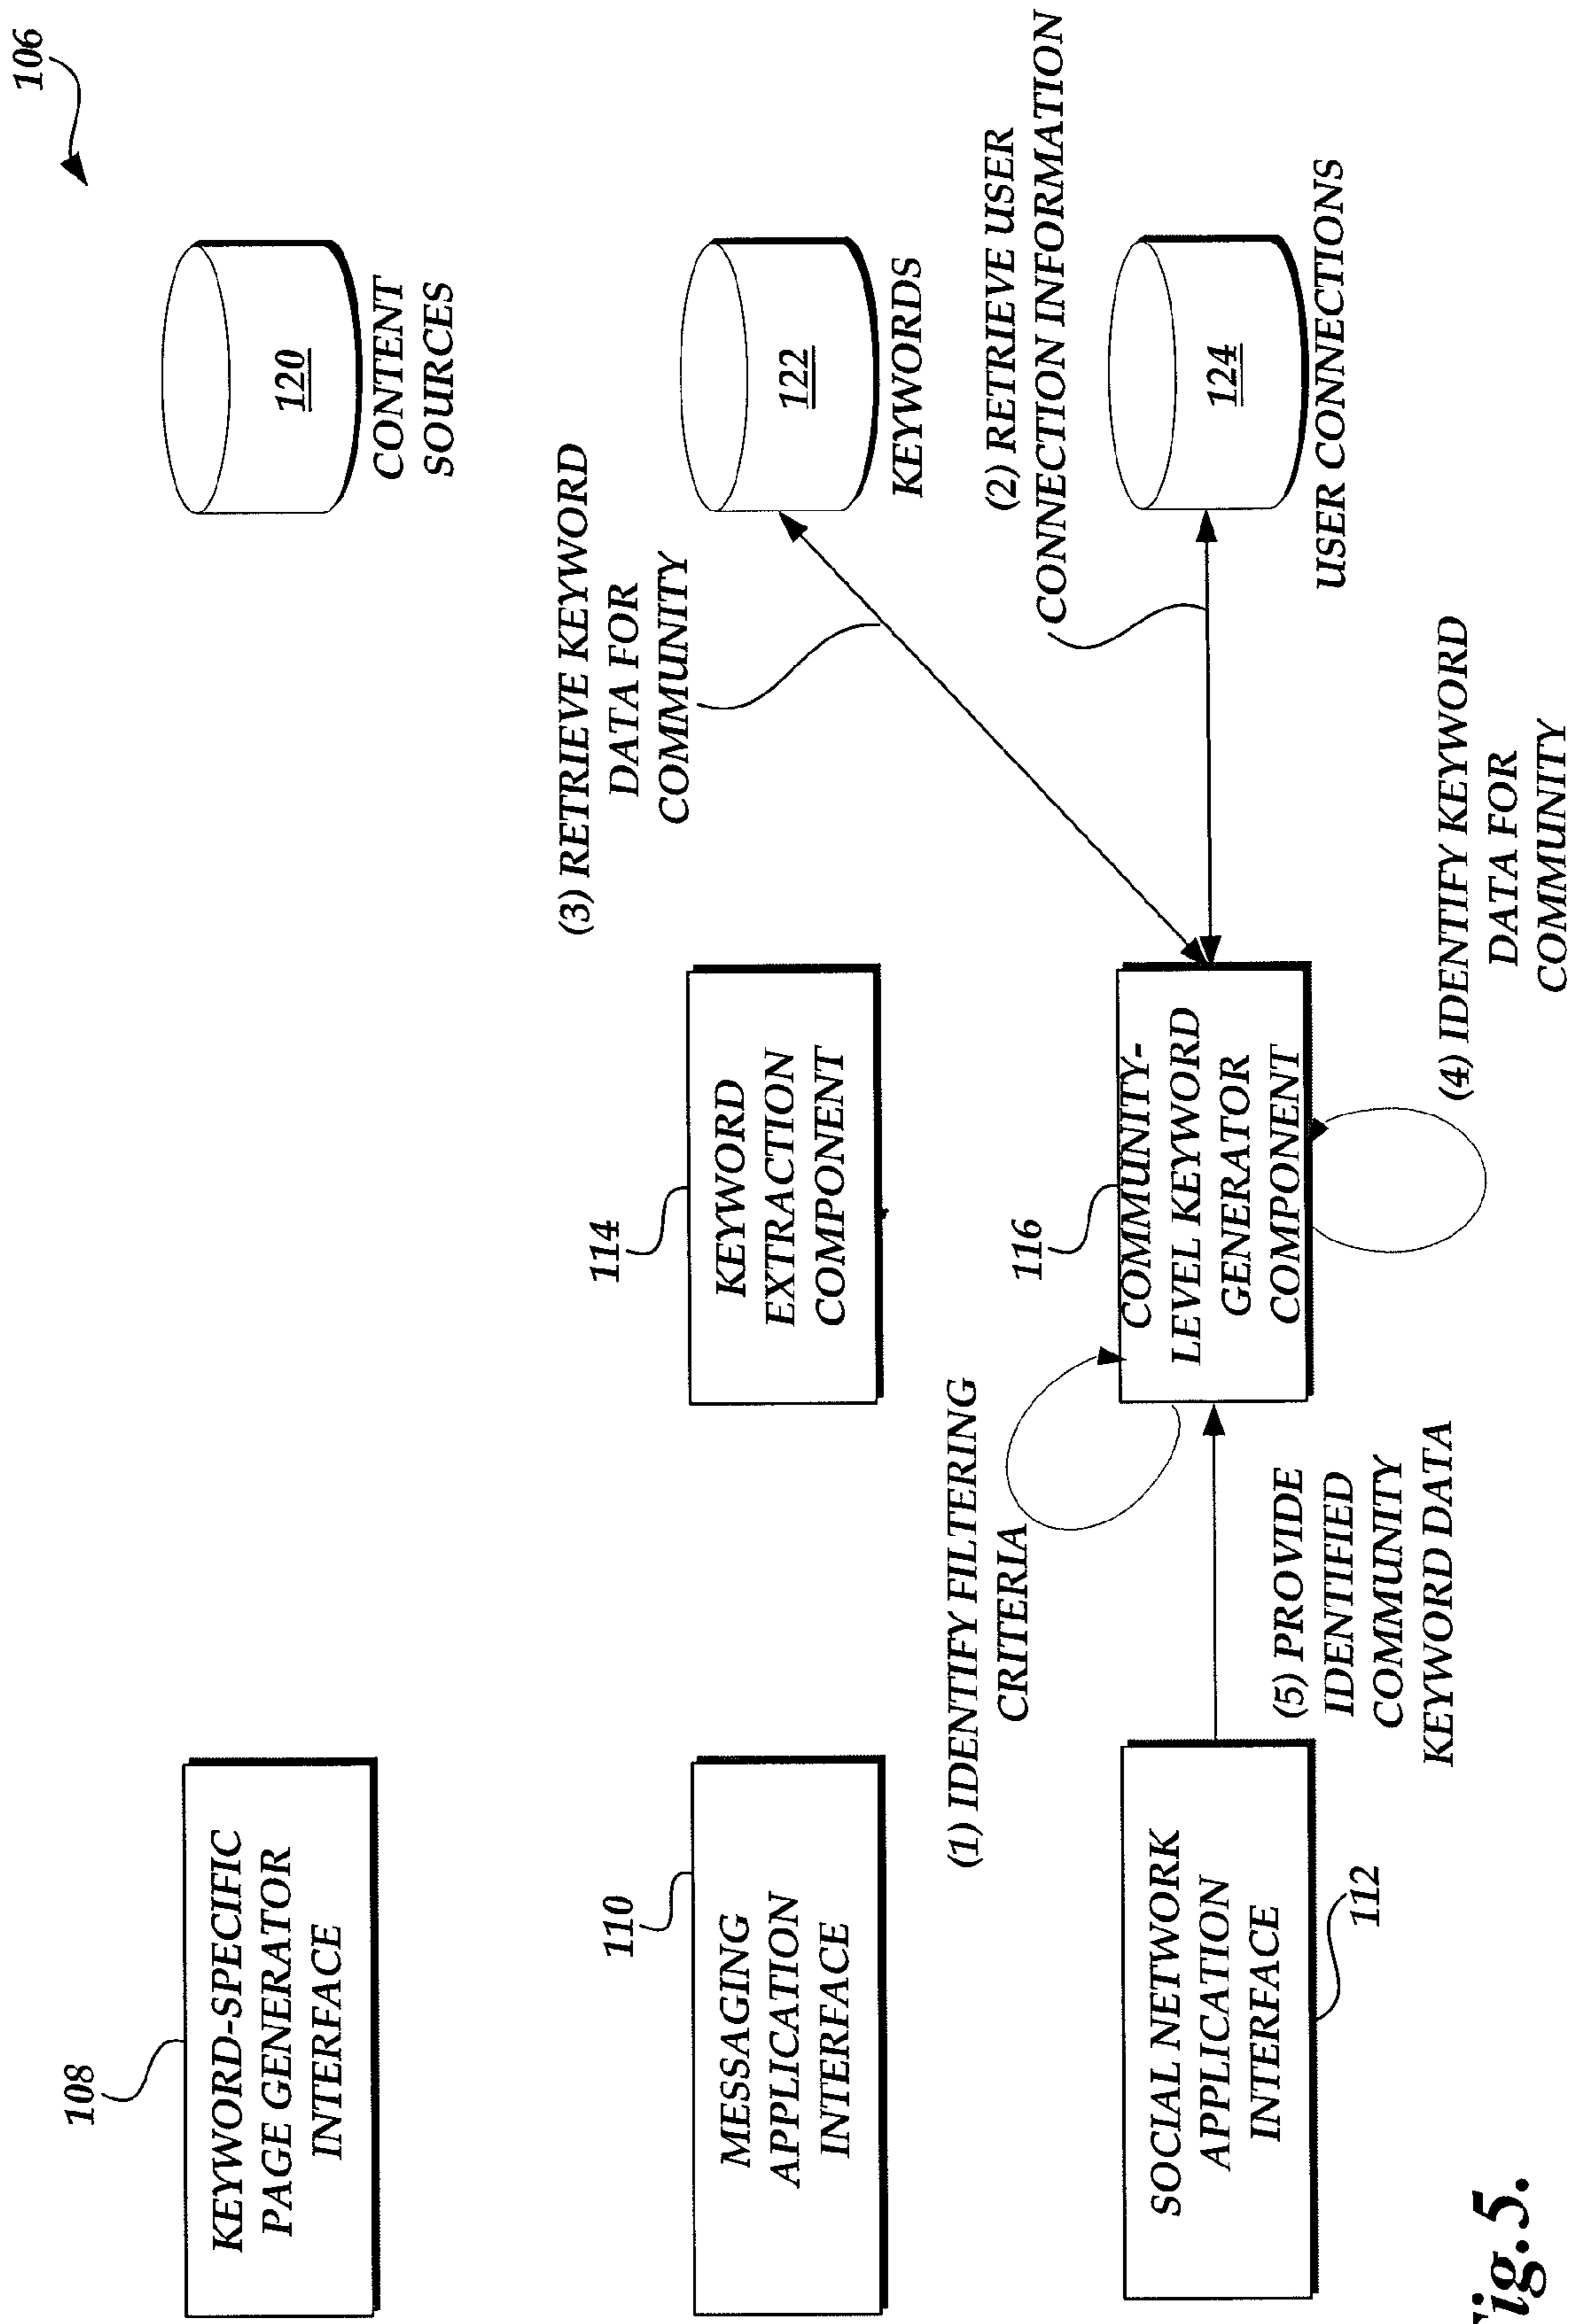 106
108
KEYWORD-SPECIFIC
PAGE GENERATOR
INTERFACE
120
CONTENT
SOURCES
110
MESSAGING
APPLICATION
INTERFACE
114
KEYWORD
EXTRACTION
COMPONENT
(3) RETRIEVE KEYWORD
DATA FOR
COMMUNITY
122
KEYWORDS
(1) IDENTIFY FILTERING
CRITERIA
116
(2) RETRIEVE USER
CONNECTION INFORMATION
SOCIAL NETWORK
APPLICATION
INTERFACE
112
COMMUNITY-
LEVEL KEYWORD
GENERATOR
COMPONENT
124
USER CONNECTIONS
(5) PROVIDE
IDENTIFIED
COMMUNITY
KEYWORD DATA
(4) IDENTIFY KEYWORD
DATA FOR
COMMUNITY
Fig.5.